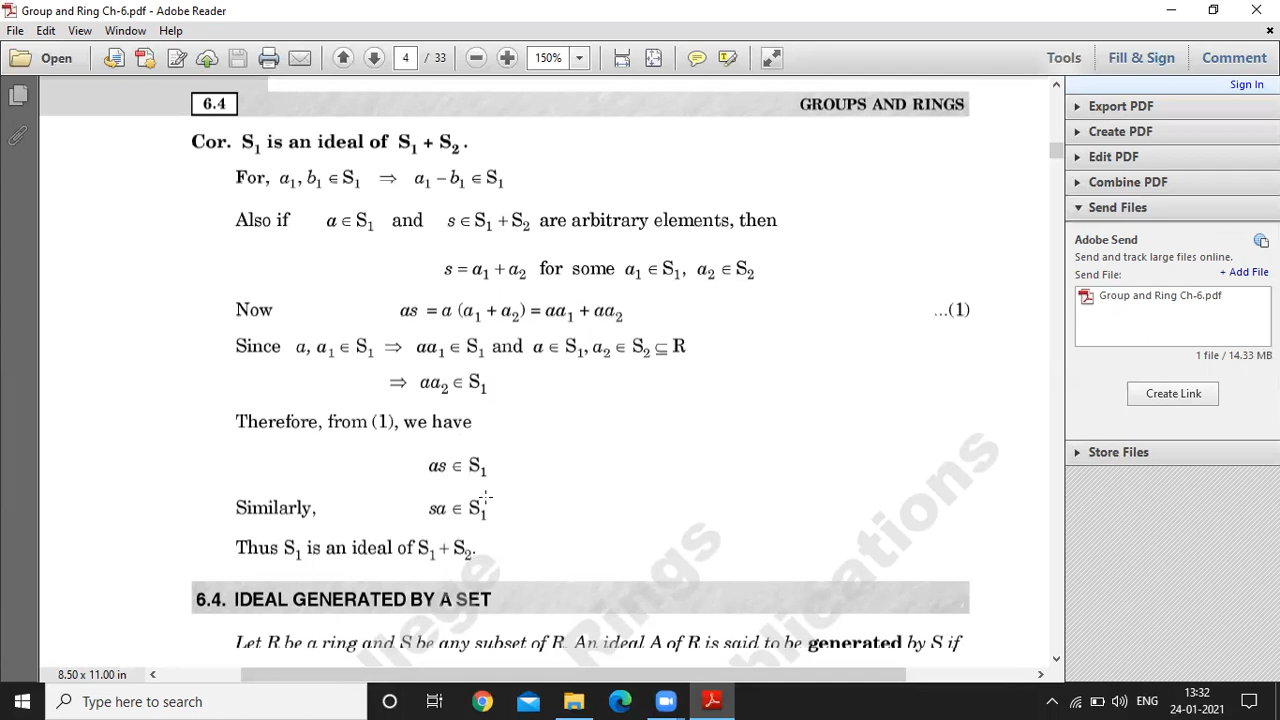 Group and Ring Ch-6.pdf - Adobe Reader
File Edit View Window Help
Open 4 / 33 150% Tools Fill & Sign Comment
Sign In
6.4 GROUPS AND RINGS
Cor. S₁ is an ideal of S₁ + S₂.
For, a₁, b₁ ∈ S₁ ⇒ a₁ – b₁ ∈ S₁
Also if a ∈ S₁ and s ∈ S₁ + S₂ are arbitrary elements, then
s = a₁ + a₂ for some a₁ ∈ S₁, a₂ ∈ S₂
Now as = a (a₁ + a₂) = aa₁ + aa₂ ...(1)
Since a, a₁ ∈ S₁ ⇒ aa₁ ∈ S₁ and a ∈ S₁, a₂ ∈ S₂ ⊆ R
⇒ aa₂ ∈ S₁
Therefore, from (1), we have
as ∈ S₁
Similarly, sa ∈ S₁
Thus S₁ is an ideal of S₁ + S₂.
6.4. IDEAL GENERATED BY A SET
Let R be a ring and S be any subset of R. An ideal A of R is said to be generated by S if
llege
Rings
blications
8.50 x 11.00 in
Export PDF
Create PDF
Edit PDF
Combine PDF
Send Files
Adobe Send
Send and track large files online.
Send File: + Add File
Group and Ring Ch-6.pdf
1 file / 14.33 MB
Create Link
Store Files
Type here to search
ENG
13:32
24-01-2021